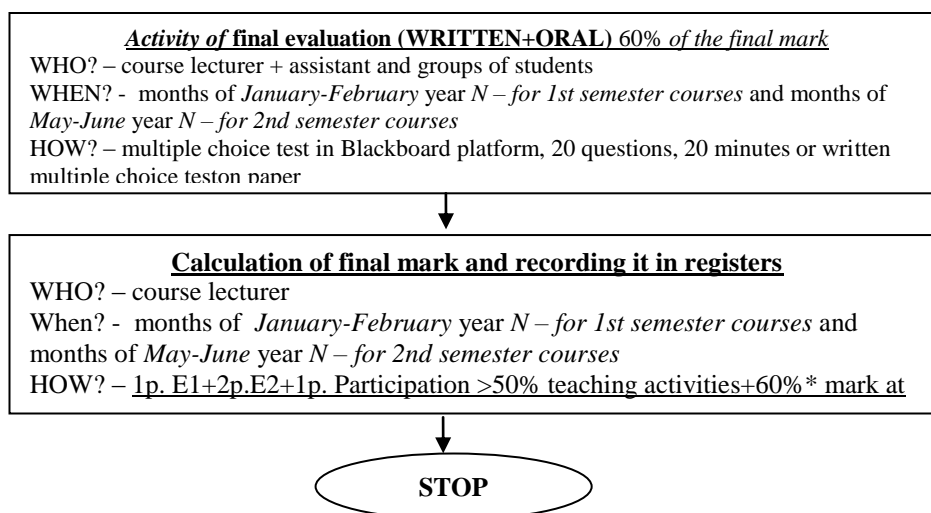 Activity of final evaluation (WRITTEN+ORAL) 60% of the final mark
WHO? – course lecturer + assistant and groups of students
WHEN? - months of January-February year N – for 1st semester courses and months of
May-June year N – for 2nd semester courses
HOW? – multiple choice test in Blackboard platform, 20 questions, 20 minutes or written
multiple choice teston paper
Calculation of final mark and recording it in registers
WHO? – course lecturer
When? - months of January-February year N – for 1st semester courses and
months of May-June year N – for 2nd semester courses
HOW? – 1p. E1+2p.E2+1p. Participation >50% teaching activities+60%* mark at
STOP